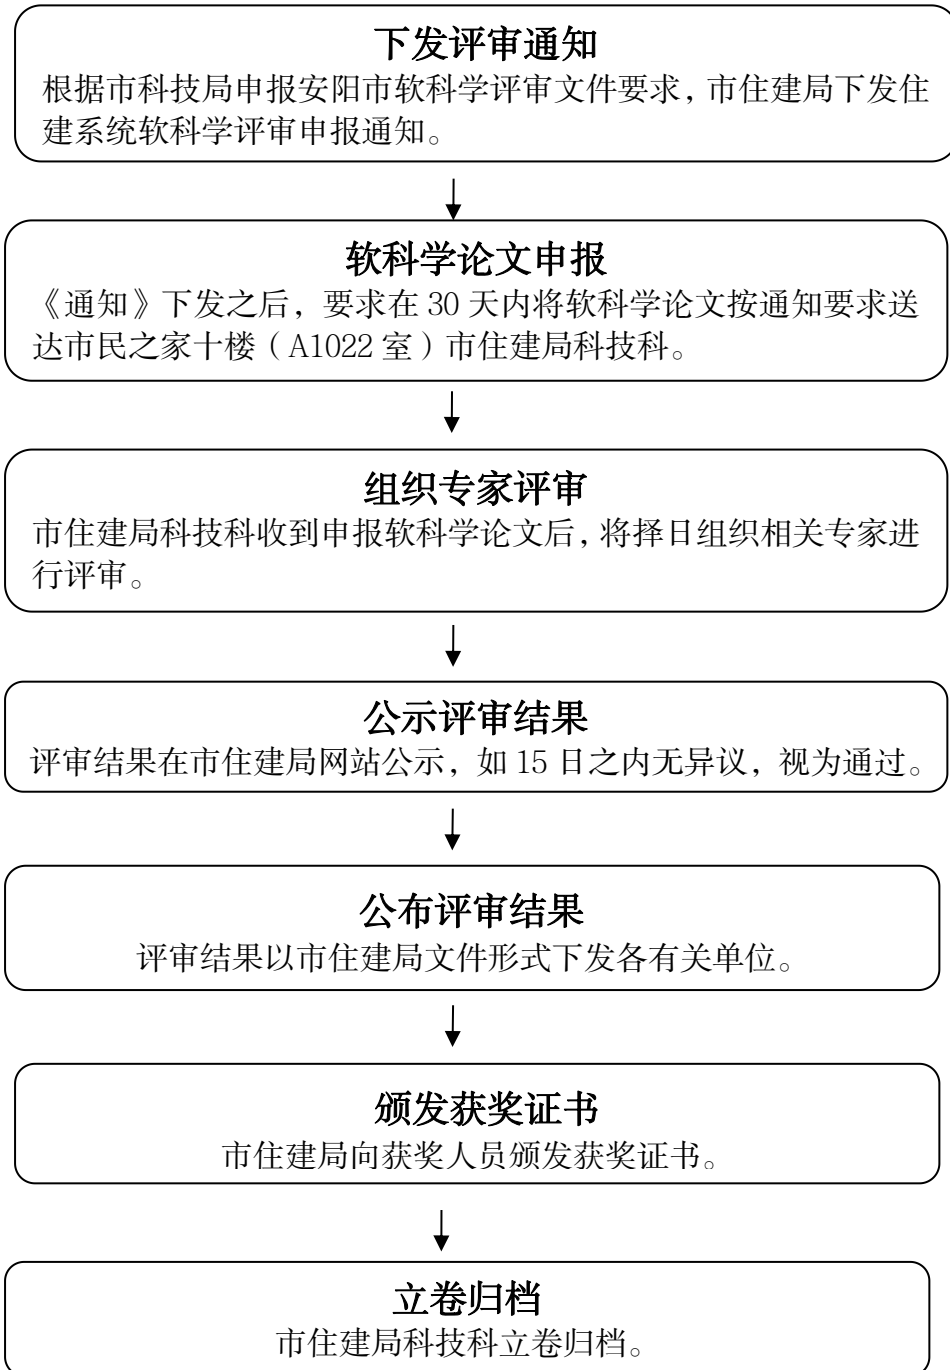 下发评审通知
根据市科技局申报安阳市软科学评审文件要求，市住建局下发住
建系统软科学评审申报通知。
软科学论文申报
《通知》下发之后，要求在 30 天内将软科学论文按通知要求送
达市民之家十楼（A1022 室）市住建局科技科。
组织专家评审
市住建局科技科收到申报软科学论文后，将择日组织相关专家进
行评审。
公示评审结果
评审结果在市住建局网站公示，如 15 日之内无异议，视为通过。
公布评审结果
评审结果以市住建局文件形式下发各有关单位。
颁发获奖证书
市住建局向获奖人员颁发获奖证书。
立卷归档
市住建局科技科立卷归档。